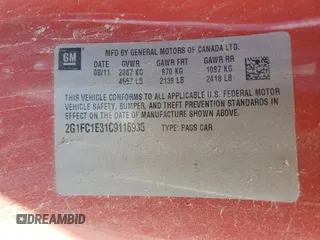 GM
MFD BY GENERAL MOTORS OF CANADA LTD.
DATE GVWR GAWR FRT GAWR RR
08/11 2067 KG 970 KG 1097 KG
4557 LB 2139 LB 2419 LB
THIS VEHICLE CONFORMS TO ALL APPLICABLE U.S. FEDERAL MOTOR
VEHICLE SAFETY, BUMPER, AND THEFT PREVENTION STANDARDS
IN EFFECT ON THE DATE OF MANUFACTURE SHOWN ABOVE.
2G1FC1E31C9116935 TYPE: PASS CAR
DREAMBID